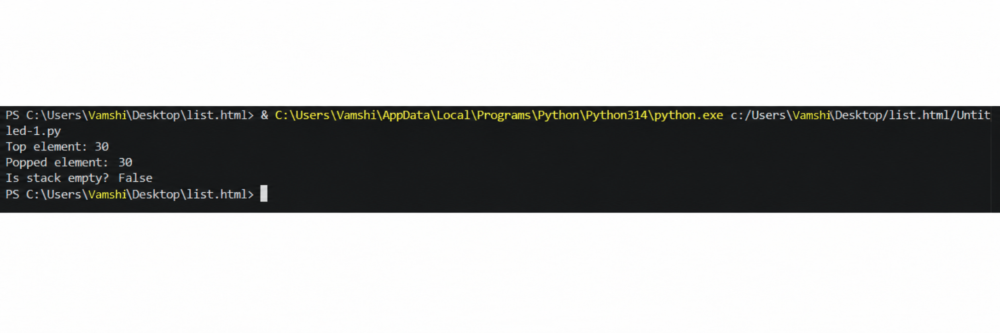 PS C:\Users\Vamshi\Desktop\list.html> & C:\Users\Vamshi\AppData\Local\Programs\Python\Python314\python.exe c:/Users\Vamshi\Desktop/list.html/Untit
led-1.py
Top element: 30
Popped element: 30
Is stack empty? False
PS C:\Users\Vamshi\Desktop\list.html>